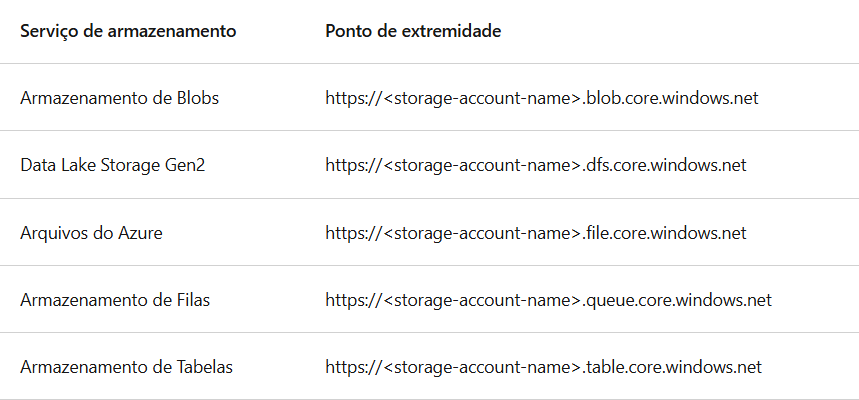 Serviço de armazenamento Ponto de extremidade
Armazenamento de Blobs https://<storage-account-name>.blob.core.windows.net
Data Lake Storage Gen2 https://<storage-account-name>.dfs.core.windows.net
Arquivos do Azure https://<storage-account-name>.file.core.windows.net
Armazenamento de Filas https://<storage-account-name>.queue.core.windows.net
Armazenamento de Tabelas https://<storage-account-name>.table.core.windows.net